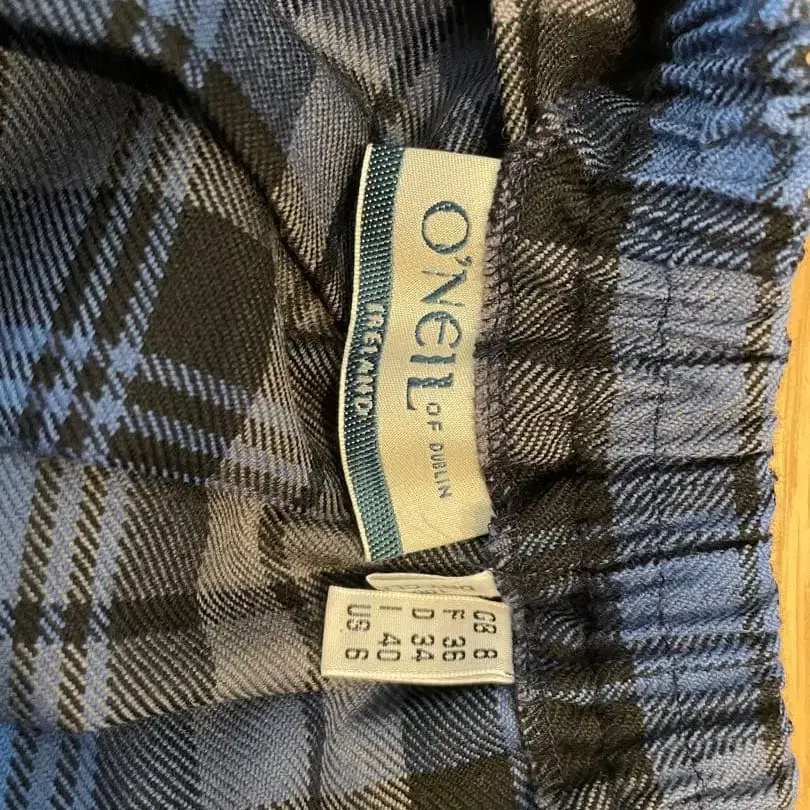 O'NEIL
OF DUBLIN
IRELAND
GB 8
F 36
D 34
I 40
US 6